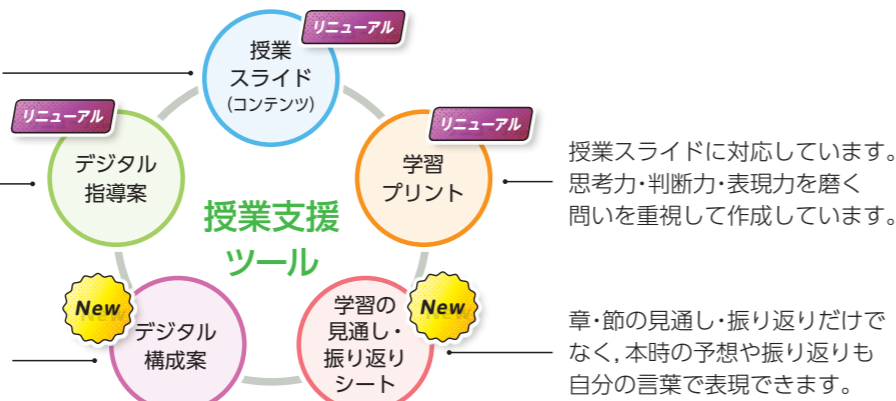 リニューアル
授業
スライド
(コンテンツ)
リニューアル
デジタル
指導案
リニューアル
学習
プリント
授業スライドに対応しています。
思考力・判断力・表現力を磨く
問いを重視して作成しています。
授業支援
ツール
New
デジタル
構成案
New
学習の
見通し・
振り返り
シート
章・節の見通し・振り返りだけで
なく，本時の予想や振り返りも
自分の言葉で表現できます。